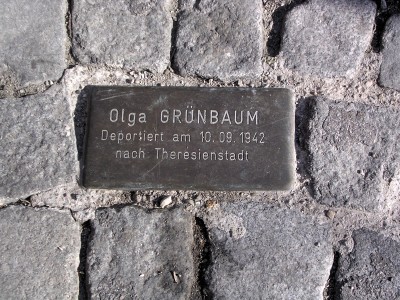 Olga GRÜNBAUM
Deportiert am 10.09.1942
nach Theresienstadt